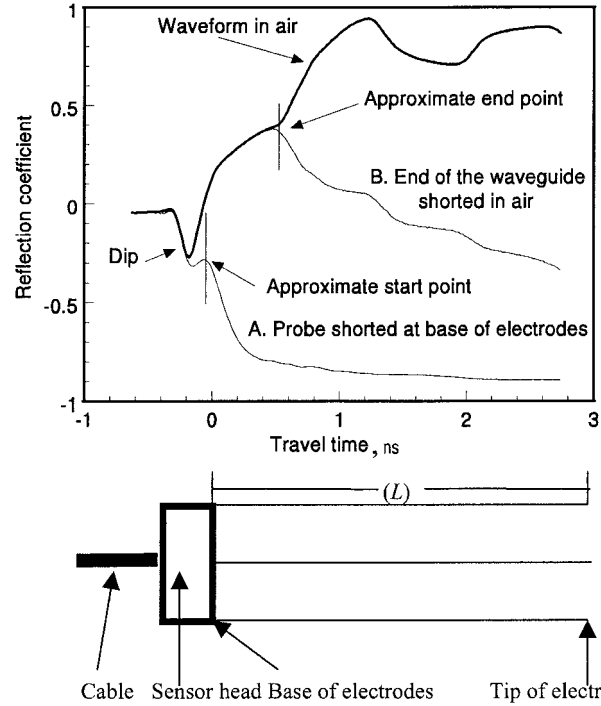 1
Waveform in air
0.5
Approximate end point
B. End of the waveguide
shorted in air
Reflection coefficient
0
Dip
Approximate start point
-0.5
A. Probe shorted at base of electrodes
-1
-1 0 1 2 3
Travel time , ns
(L)
Cable Sensor head Base of electrodes Tip of electr